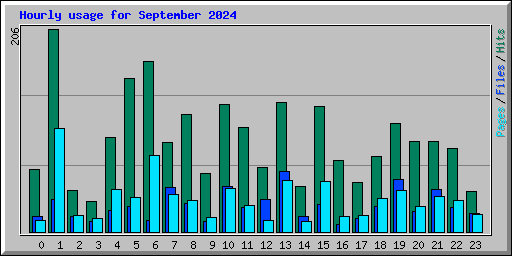 Hourly usage for September 2024
206
Pages/Files/Hits
0 1 2 3 4 5 6 7 8 9 10 11 12 13 14 15 16 17 18 19 20 21 22 23